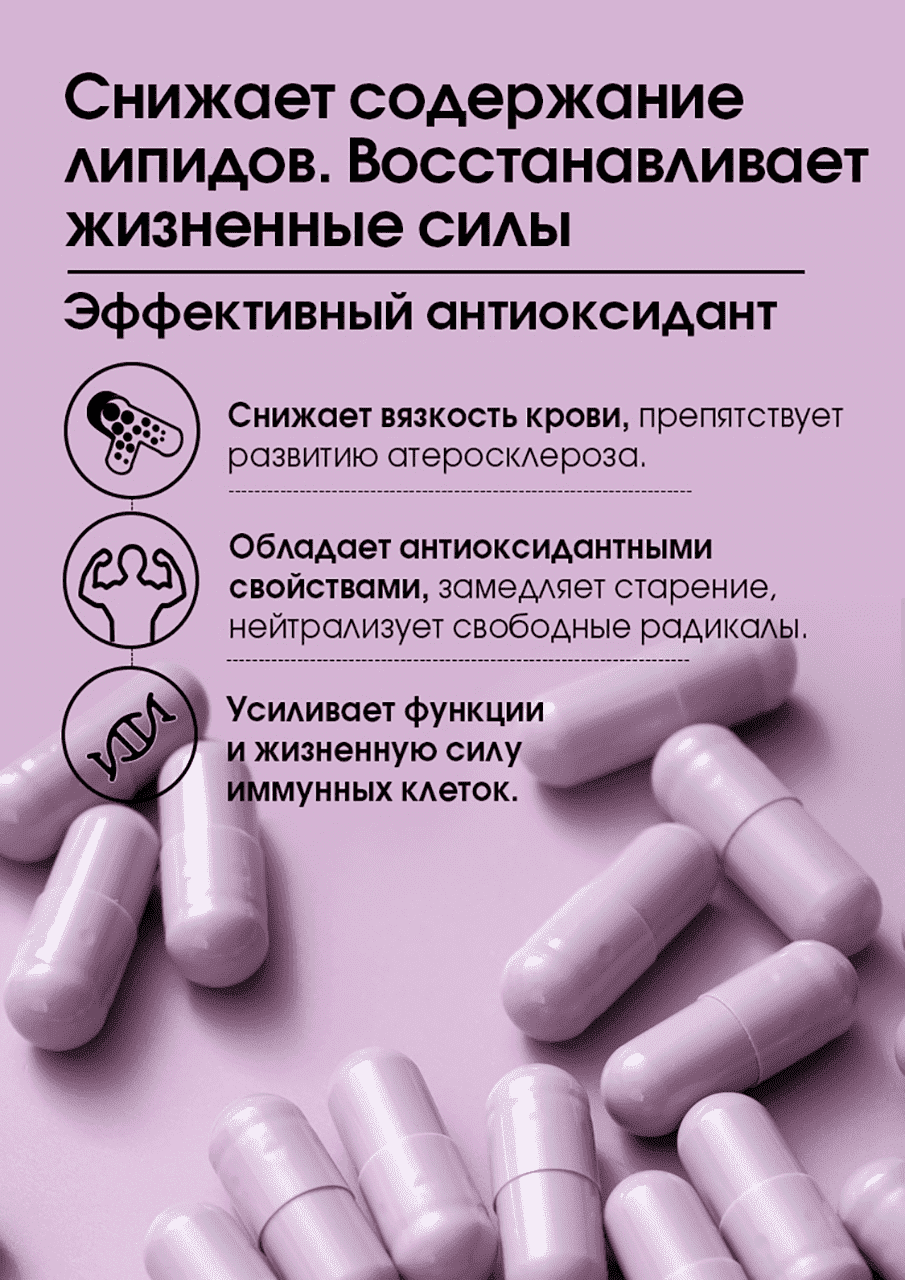 Снижает содержание
липидов. Восстанавливает
жизненные силы
Эффективный антиоксидант
Снижает вязкость крови, препятствует
развитию атеросклероза.
Обладает антиоксидантными
свойствами, замедляет старение,
нейтрализует свободные радикалы.
Усиливает функции
и жизненную силу
иммунных клеток.